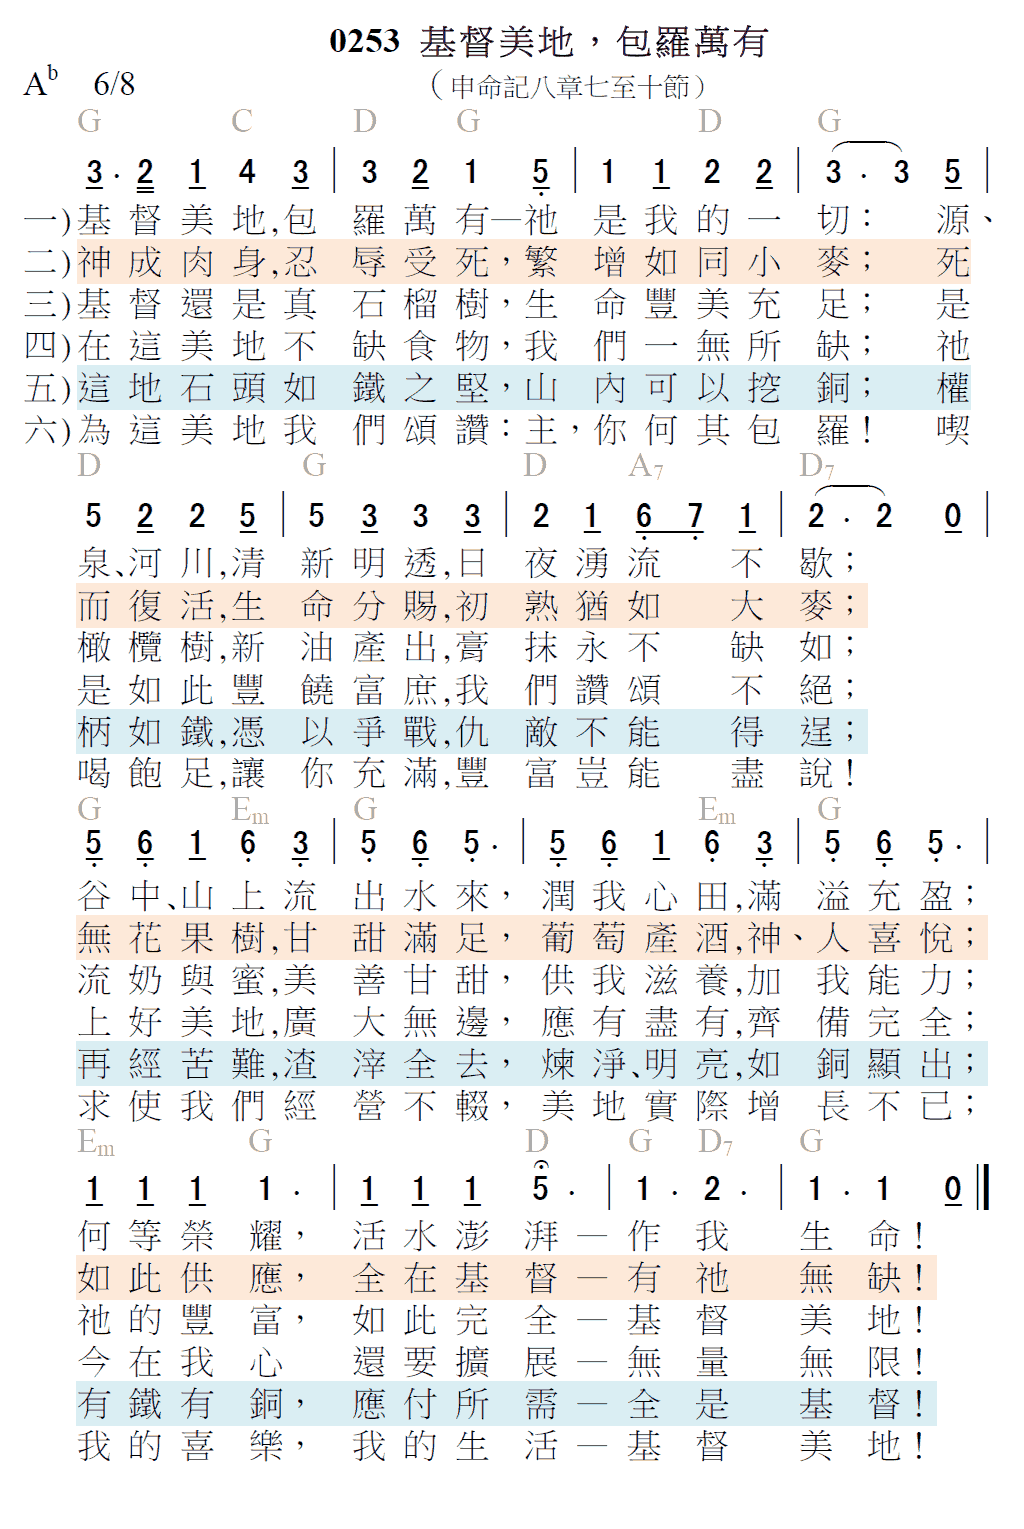 0253 基督美地，包羅萬有
A♭ 6/8 （申命記八章七至十節）
G C D G D G
3 · 2 1 4 3 | 3 2 1 5 | 1 1 2 2 | 3 · 3 5 |
一)基督美地,包羅萬有—祂是我的一切：源、
二)神成肉身,忍辱受死，繁增如同小麥；死
三)基督還是真石榴樹，生命豐美充足；是
四)在這美地不缺食物，我們一無所缺；祂
五)這地石頭如鐵之堅，山內可以挖銅；權
六)為這美地我們頌讚：主，你何其包羅！喫
D G D A7 D7
5 2 2 5 | 5 3 3 3 | 2 1 6 7 1 | 2 · 2 0 |
泉、河川,清新明透,日夜湧流不歇；
而復活,生命分賜,初熟猶如大麥；
橄欖樹,新油產出,膏抹永不缺如；
是如此豐饒富庶,我們讚頌不絕；
柄如鐵,憑以爭戰,仇敵不能得逞；
喝飽足,讓你充滿,豐富豈能盡說！
G Em G Em G
5 6 1 6 3 | 5 6 5 · | 5 6 1 6 3 | 5 6 5 · |
谷中、山上流出水來，潤我心田,滿溢充盈；
無花果樹,甘甜滿足，葡萄產酒,神、人喜悅；
流奶與蜜,美善甘甜，供我滋養,加我能力；
上好美地,廣大無邊，應有盡有,齊備完全；
再經苦難,渣滓全去，煉淨、明亮,如銅顯出；
求使我們經營不輟，美地實際增長不已；
Em G D G D7 G
1 1 1 1 · | 1 1 1 5 · | 1 · 2 · | 1 · 1 0 ‖
何等榮耀，活水澎湃—作我生命！
如此供應，全在基督—有祂無缺！
祂的豐富，如此完全—基督美地！
今在我心還要擴展—無量無限！
有鐵有銅，應付所需—全是基督！
我的喜樂，我的生活—基督美地！